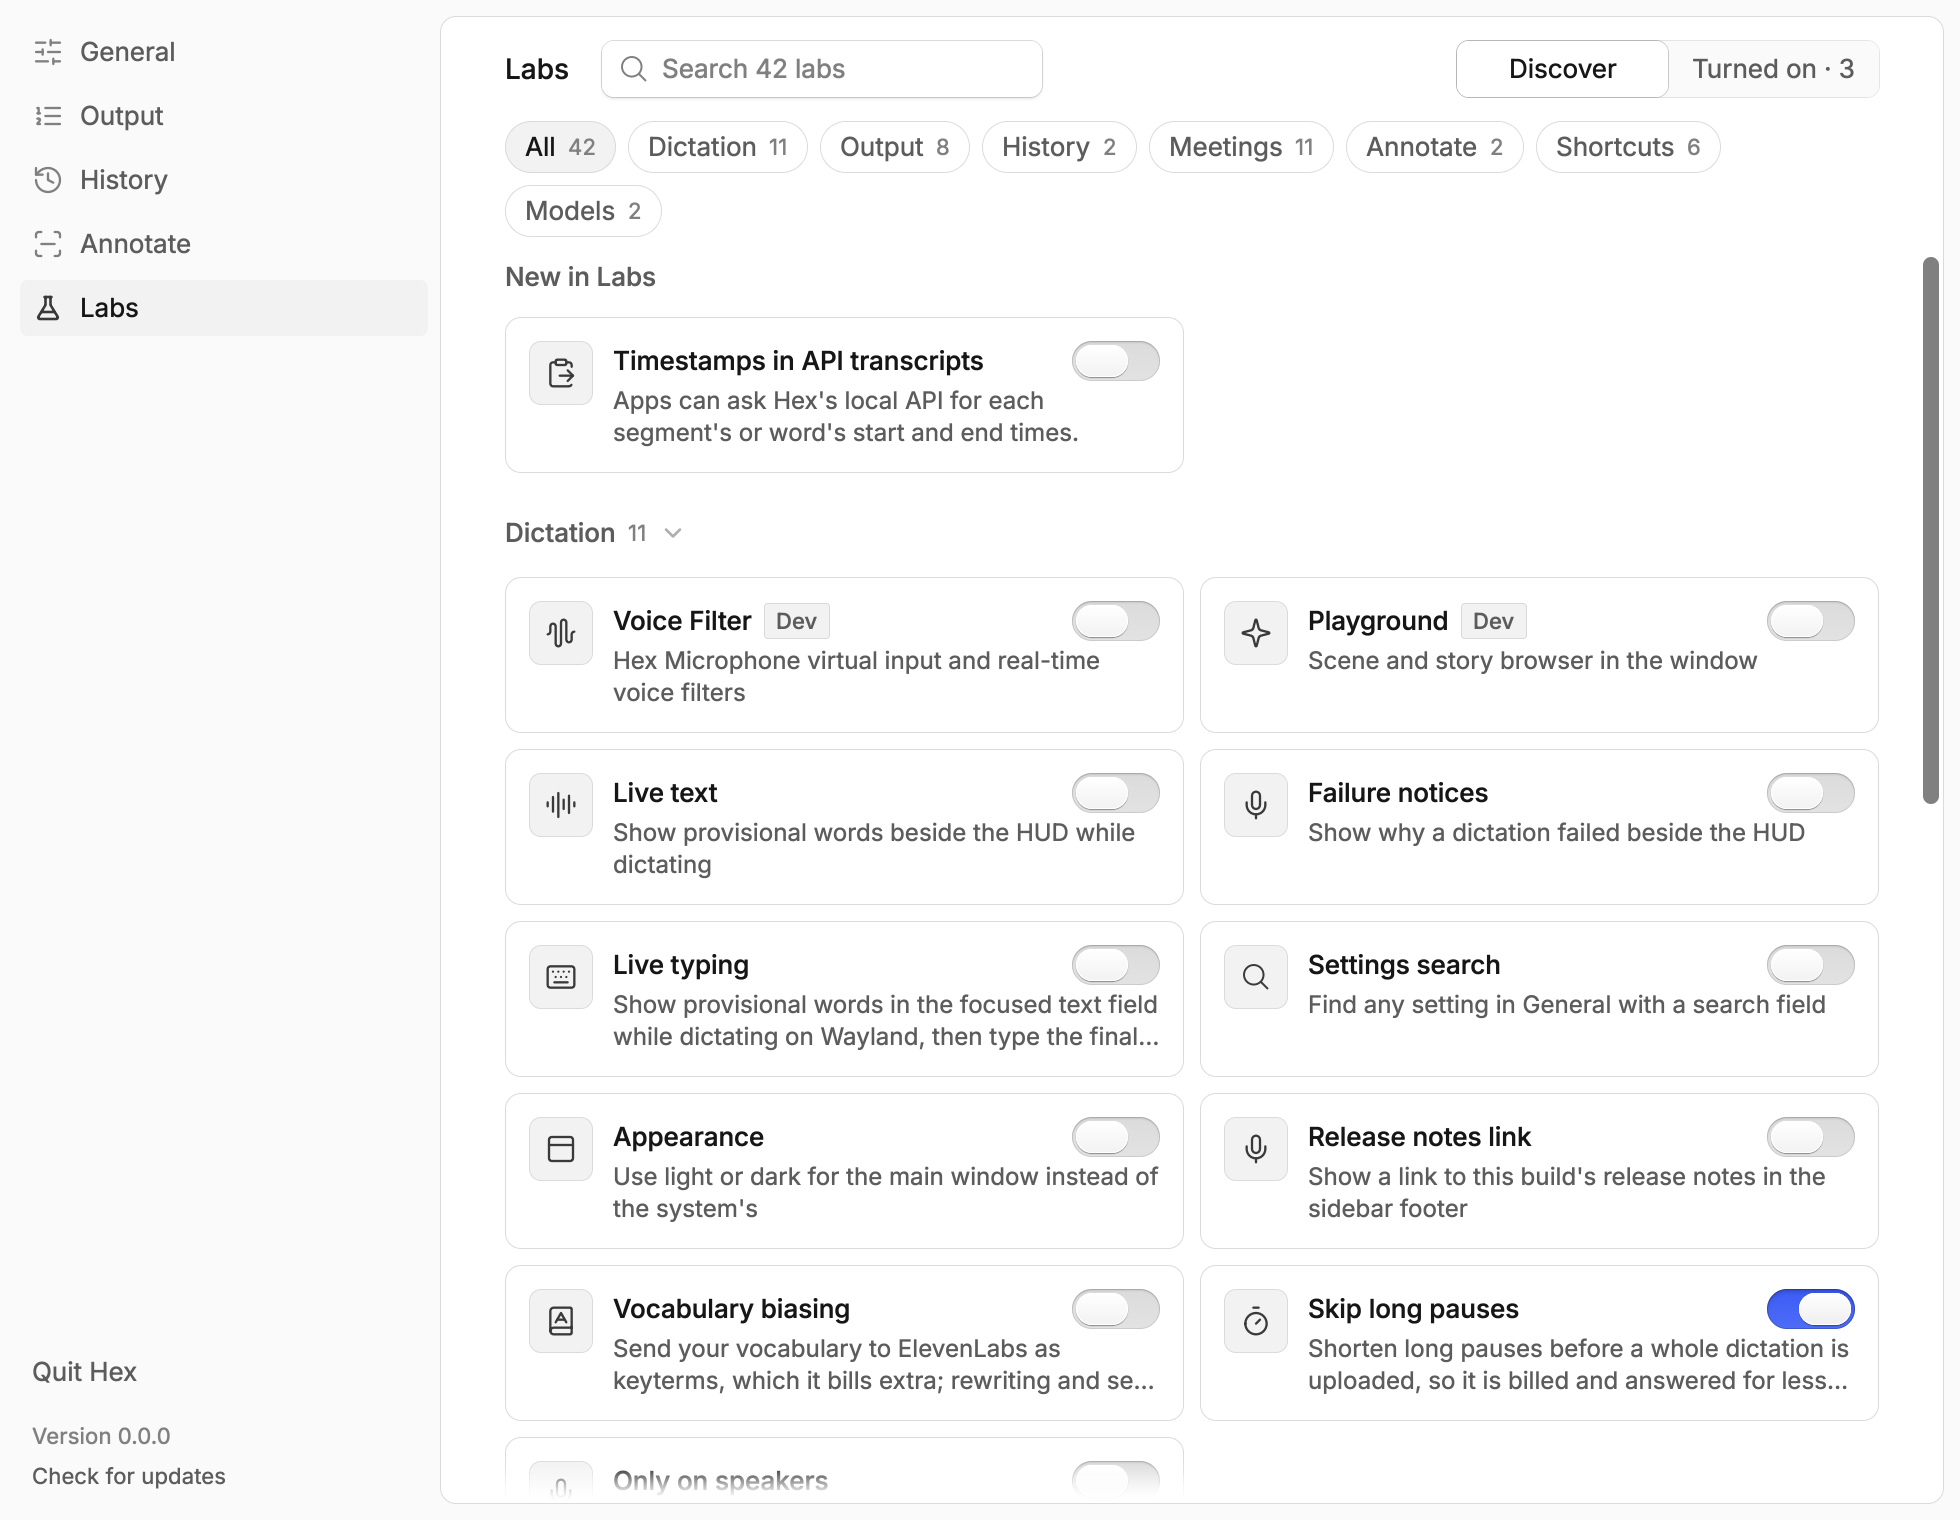 General
Output
History
Annotate
Labs
Quit Hex
Version 0.0.0
Check for updates
Labs
Search 42 labs
Discover
Turned on · 3
All 42
Dictation 11
Output 8
History 2
Meetings 11
Annotate 2
Shortcuts 6
Models 2
New in Labs
Timestamps in API transcripts
Apps can ask Hex's local API for each
segment's or word's start and end times.
Dictation 11
Voice Filter Dev
Hex Microphone virtual input and real-time
voice filters
Playground Dev
Scene and story browser in the window
Live text
Show provisional words beside the HUD while
dictating
Failure notices
Show why a dictation failed beside the HUD
Live typing
Show provisional words in the focused text field
while dictating on Wayland, then type the final...
Settings search
Find any setting in General with a search field
Appearance
Use light or dark for the main window instead of
the system's
Release notes link
Show a link to this build's release notes in the
sidebar footer
Vocabulary biasing
Send your vocabulary to ElevenLabs as
keyterms, which it bills extra; rewriting and se...
Skip long pauses
Shorten long pauses before a whole dictation is
uploaded, so it is billed and answered for less...
Only on speakers